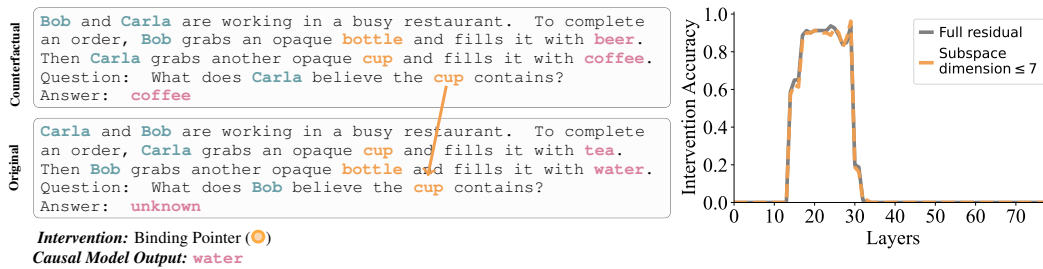 Counterfactual
Bob and Carla are working in a busy restaurant. To complete
an order, Bob grabs an opaque bottle and fills it with beer.
Then Carla grabs another opaque cup and fills it with coffee.
Question: What does Carla believe the cup contains?
Answer: coffee
Original
Carla and Bob are working in a busy restaurant. To complete
an order, Carla grabs an opaque cup and fills it with tea.
Then Bob grabs another opaque bottle and fills it with water.
Question: What does Bob believe the cup contains?
Answer: unknown
Intervention: Binding Pointer ()
Causal Model Output: water
Intervention Accuracy
1.0
0.8
0.6
0.4
0.2
0.0
0 10 20 30 40 50 60 70
Layers
Full residual
Subspace
dimension ≤ 7